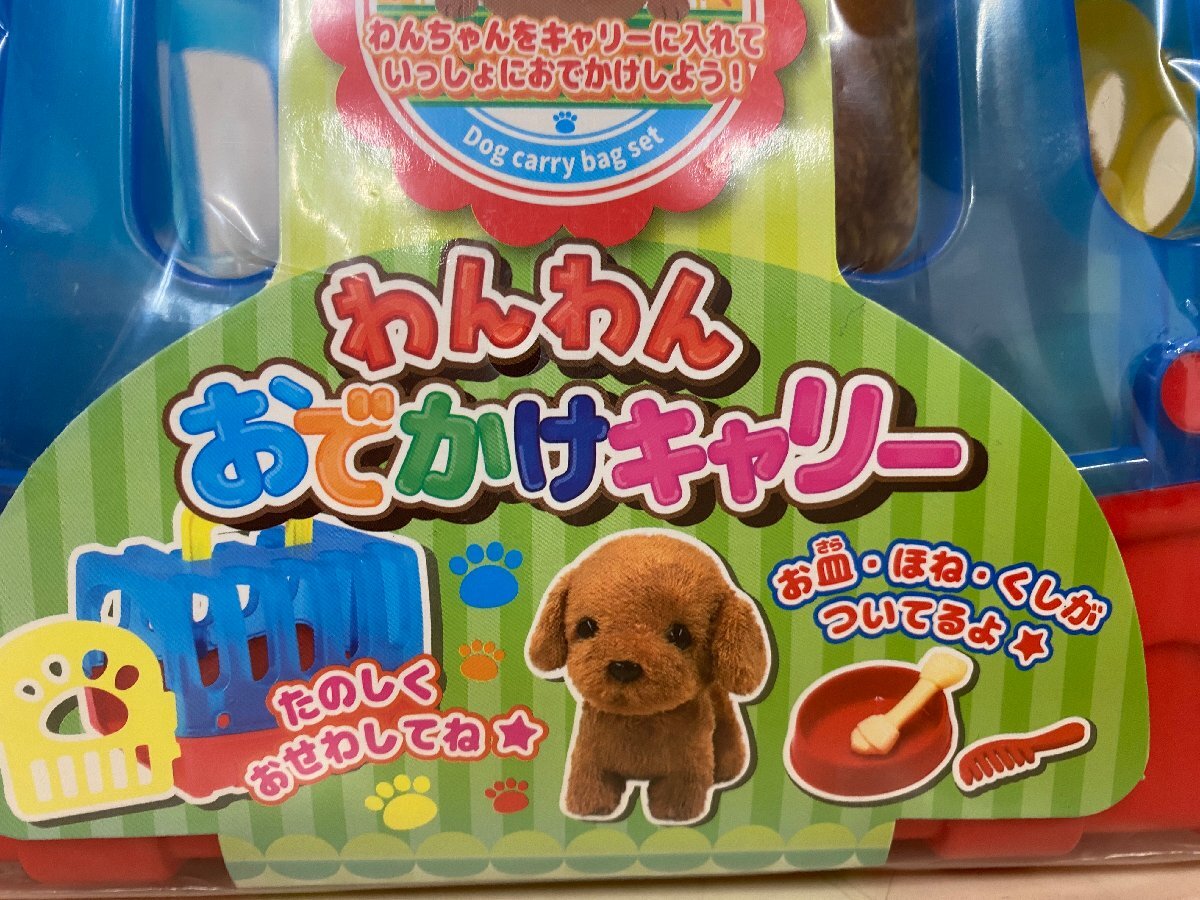 わんちゃんをキャリーに入れて
いっしょにおでかけしよう!
Dog carry bag set
わんわん
おでかけキャリー
さら
お皿・ほね・くしが
ついてるよ★
たのしく
おせわしてね★